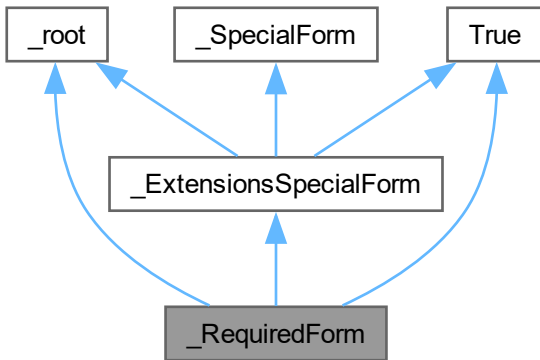 _root
_SpecialForm
True
_ExtensionsSpecialForm
_RequiredForm